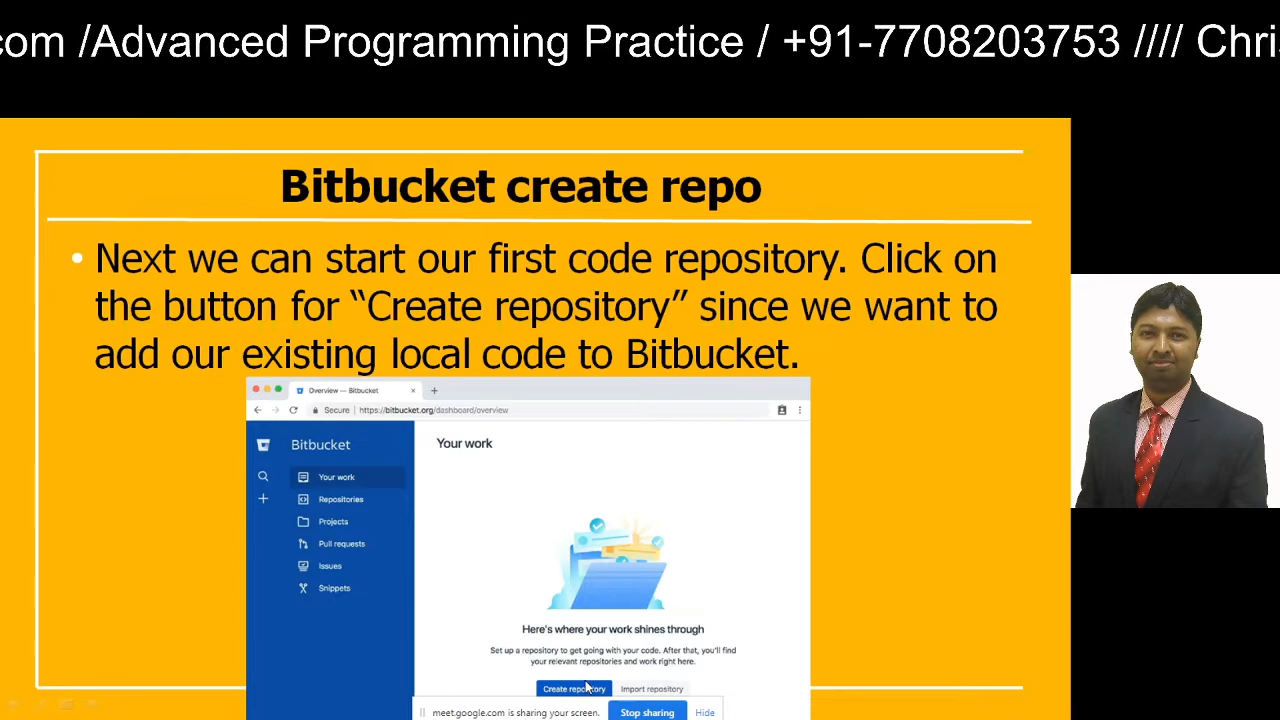 com /Advanced Programming Practice / +91-7708203753 //// Chri
Bitbucket create repo
• Next we can start our first code repository. Click on
the button for “Create repository” since we want to
add our existing local code to Bitbucket.
Overview — Bitbucket
Secure | https://bitbucket.org/dashboard/overview
Bitbucket
Your work
Your work
Repositories
Projects
Pull requests
Issues
Snippets
Here's where your work shines through
Set up a repository to get going with your code. After that, you'll find
your relevant repositories and work right here.
Create repository Import repository
meet.google.com is sharing your screen. Stop sharing Hide